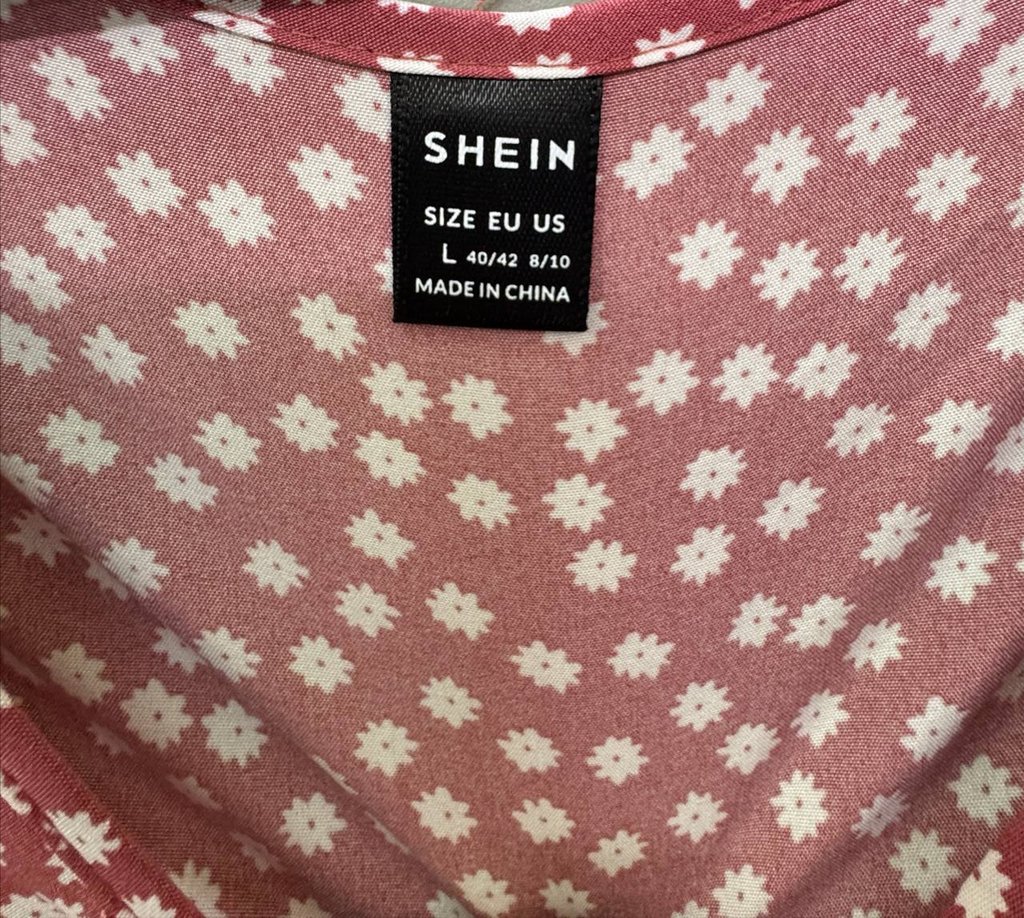 SHEIN
SIZE EU US
L 40/42 8/10
MADE IN CHINA